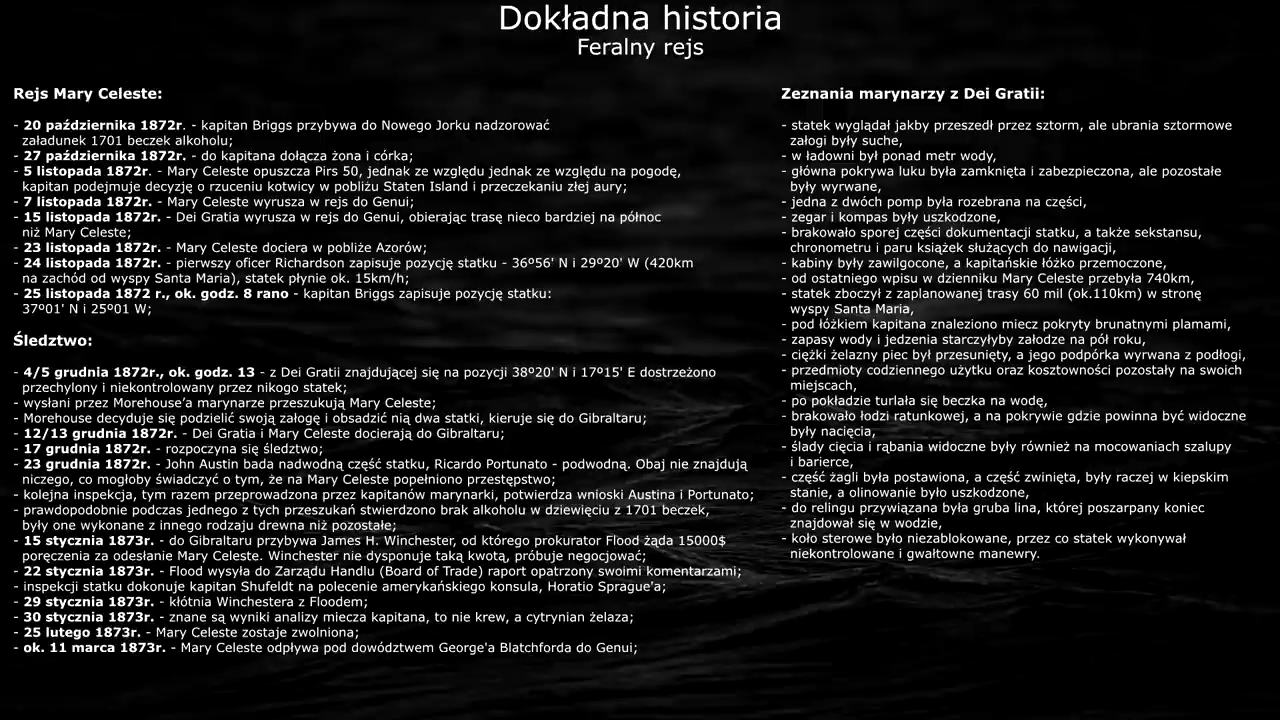 Dokładna historia
Feralny rejs
Rejs Mary Celeste:
- 20 października 1872r. - kapitan Briggs przybywa do Nowego Jorku nadzorować
załadunek 1701 beczek alkoholu;
- 27 października 1872r. - do kapitana dołącza żona i córka;
- 5 listopada 1872r. - Mary Celeste opuszcza Pirs 50, jednak ze względu jednak ze względu na pogodę,
kapitan podejmuje decyzję o rzuceniu kotwicy w pobliżu Staten Island i przeczekaniu złej aury;
- 7 listopada 1872r. - Mary Celeste wyrusza w rejs do Genui;
- 15 listopada 1872r. - Dei Gratia wyrusza w rejs do Genui, obierając trasę nieco bardziej na północ
niż Mary Celeste;
- 23 listopada 1872r. - Mary Celeste dociera w pobliże Azorów;
- 24 listopada 1872r. - pierwszy oficer Richardson zapisuje pozycję statku - 36º56' N i 29º20' W (420km
na zachód od wyspy Santa Maria), statek płynie ok. 15km/h;
- 25 listopada 1872 r., ok. godz. 8 rano - kapitan Briggs zapisuje pozycję statku:
37º01' N i 25º01 W;
Śledztwo:
- 4/5 grudnia 1872r., ok. godz. 13 - z Dei Gratii znajdującej się na pozycji 38º20' N i 17º15' E dostrzeżono
przechylony i niekontrolowany przez nikogo statek;
- wysłani przez Morehouse’a marynarze przeszukają Mary Celeste;
- Morehouse decyduje się podzielić swoją załogę i obsadzić nią dwa statki, kieruje się do Gibraltaru;
- 12/13 grudnia 1872r. - Dei Gratia i Mary Celeste docierają do Gibraltaru;
- 17 grudnia 1872r. - rozpoczyna się śledztwo;
- 23 grudnia 1872r. - John Austin bada nadwodną część statku, Ricardo Portunato - podwodną. Obaj nie znajdują
niczego, co mogłoby świadczyć o tym, że na Mary Celeste popełniono przestępstwo;
- kolejna inspekcja, tym razem przeprowadzona przez kapitanów marynarki, potwierdza wnioski Austina i Portunato;
- prawdopodobnie podczas jednego z tych przeszukań stwierdzono brak alkoholu w dziewięciu z 1701 beczek,
były one wykonane z innego rodzaju drewna niż pozostałe;
- 15 stycznia 1873r. - do Gibraltaru przybywa James H. Winchester, od którego prokurator Flood żąda 15000$
poręczenia za odesłanie Mary Celeste. Winchester nie dysponuje taką kwotą, próbuje negocjować;
- 22 stycznia 1873r. - Flood wysyła do Zarządu Handlu (Board of Trade) raport opatrzony swoimi komentarzami;
- inspekcji statku dokonuje kapitan Shufeldt na polecenie amerykańskiego konsula, Horatio Sprague'a;
- 29 stycznia 1873r. - kłótnia Winchestera z Floodem;
- 30 stycznia 1873r. - znane są wyniki analizy miecza kapitana, to nie krew, a cytrynian żelaza;
- 25 lutego 1873r. - Mary Celeste zostaje zwolniona;
- ok. 11 marca 1873r. - Mary Celeste odpływa pod dowództwem George'a Blatchforda do Genui;
Zeznania marynarzy z Dei Gratii:
- statek wyglądał jakby przeszedł przez sztorm, ale ubrania sztormowe
załogi były suche,
- w ładowni był ponad metr wody,
- główna pokrywa luku była zamknięta i zabezpieczona, ale pozostałe
były wyrwane,
- jedna z dwóch pomp była rozebrana na części,
- zegar i kompas były uszkodzone,
- brakowało sporej części dokumentacji statku, a także sekstansu,
chronometru i paru książek służących do nawigacji,
- kabiny były zawilgocone, a kapitańskie łóżko przemoczone,
- od ostatniego wpisu w dzienniku Mary Celeste przebyła 740km,
- statek zboczył z zaplanowanej trasy 60 mil (ok.110km) w stronę
wyspy Santa Maria,
- pod łóżkiem kapitana znaleziono miecz pokryty brunatnymi plamami,
- zapasy wody i jedzenia starczyłyby załodze na pół roku,
- ciężki żelazny piec był przesunięty, a jego podpórka wyrwana z podłogi,
- przedmioty codziennego użytku oraz kosztowności pozostały na swoich
miejscach,
- po pokładzie turlała się beczka na wodę,
- brakowało łodzi ratunkowej, a na pokrywie gdzie powinna być widoczne
były nacięcia,
- ślady cięcia i rąbania widoczne były również na mocowaniach szalupy
i barierce,
- część żagli była postawiona, a część zwinięta, były raczej w kiepskim
stanie, a olinowanie było uszkodzone,
- do relingu przywiązana była gruba lina, której poszarpany koniec
znajdował się w wodzie,
- koło sterowe było niezablokowane, przez co statek wykonywał
niekontrolowane i gwałtowne manewry.